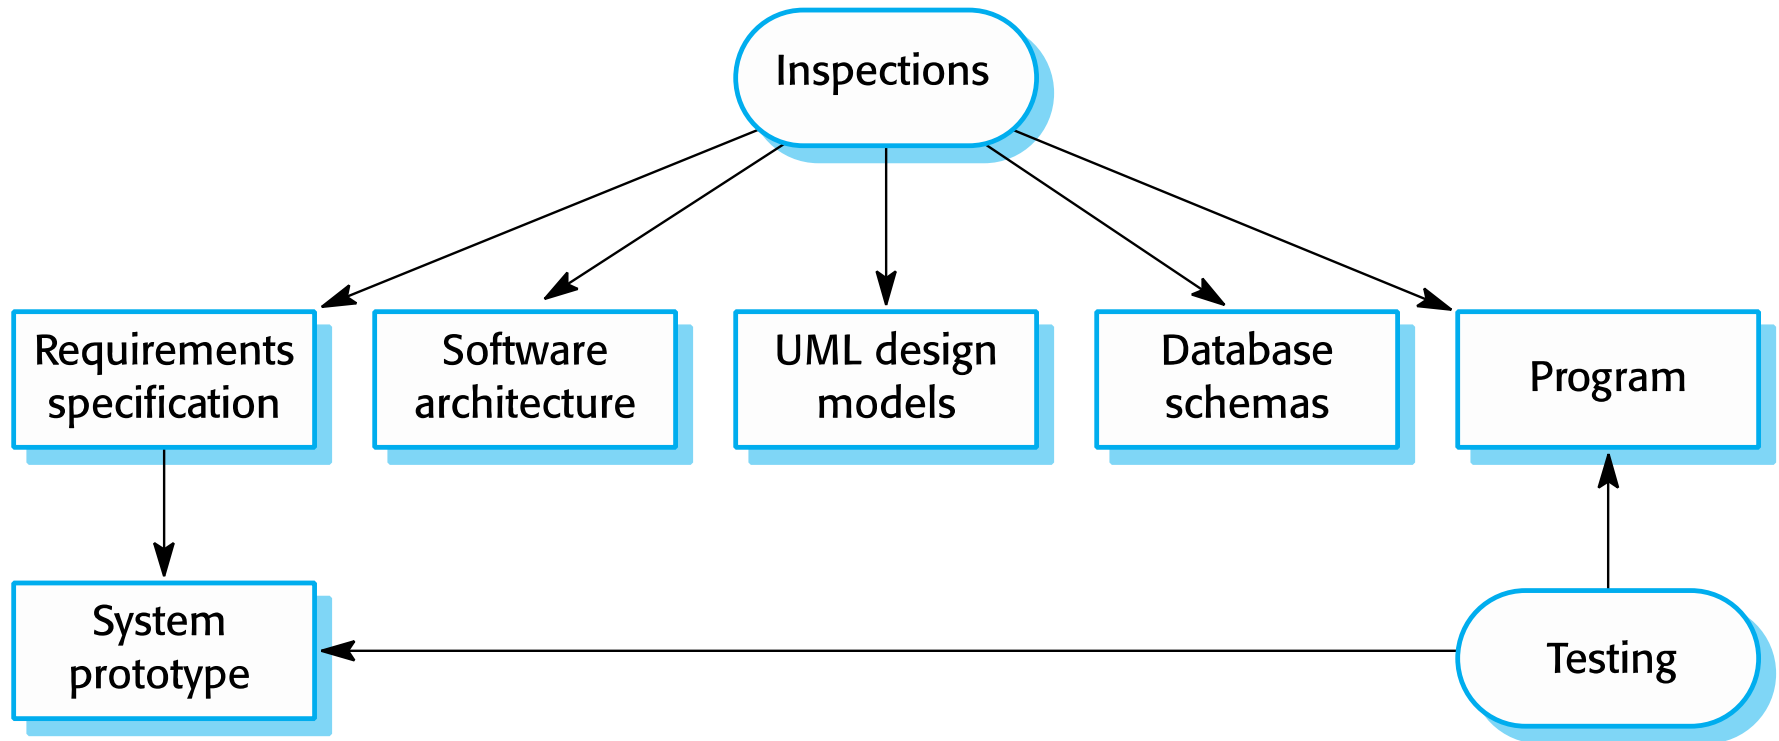 Inspections
Requirements
specification
Software
architecture
UML design
models
Database
schemas
Program
System
prototype
Testing